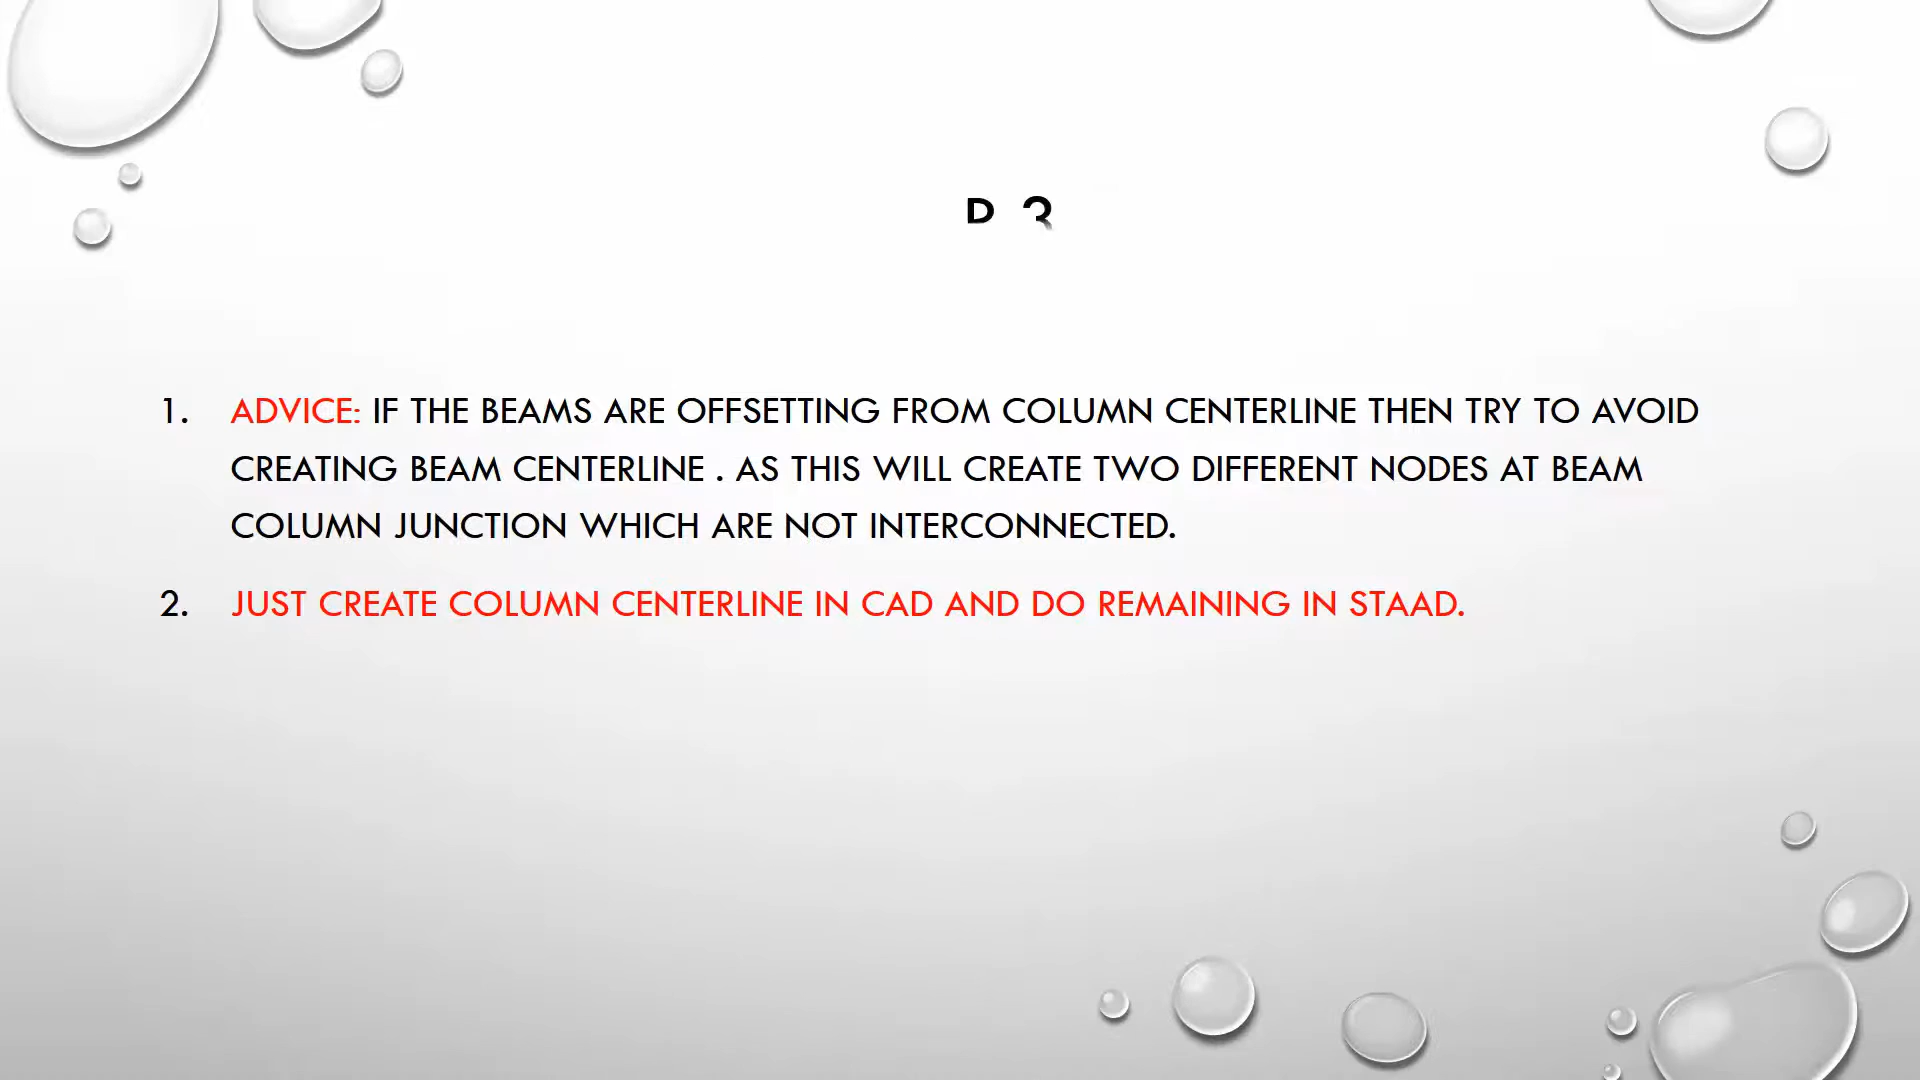 1. ADVICE: IF THE BEAMS ARE OFFSETTING FROM COLUMN CENTERLINE THEN TRY TO AVOID
CREATING BEAM CENTERLINE . AS THIS WILL CREATE TWO DIFFERENT NODES AT BEAM
COLUMN JUNCTION WHICH ARE NOT INTERCONNECTED.
2. JUST CREATE COLUMN CENTERLINE IN CAD AND DO REMAINING IN STAAD.